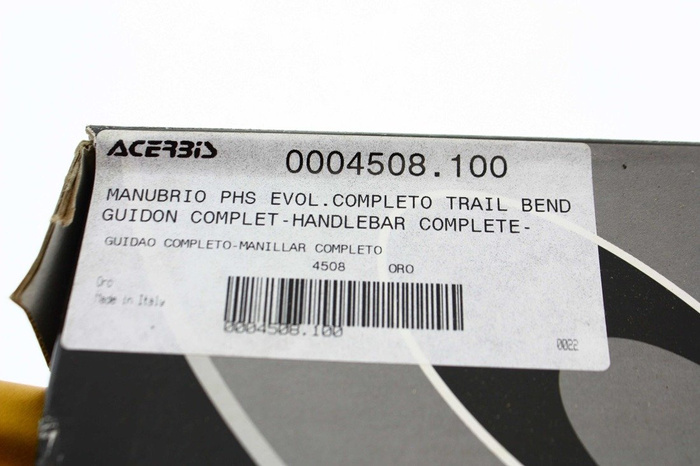 ACERBIS
0004508.100
MANUBRIO PHS EVOL.COMPLETO TRAIL BEND
GUIDON COMPLET-HANDLEBAR COMPLETE-
GUIDAO COMPLETO-MANILLAR COMPLETO
4508 ORO
Oro
Made in Italy
0004508.100
0022